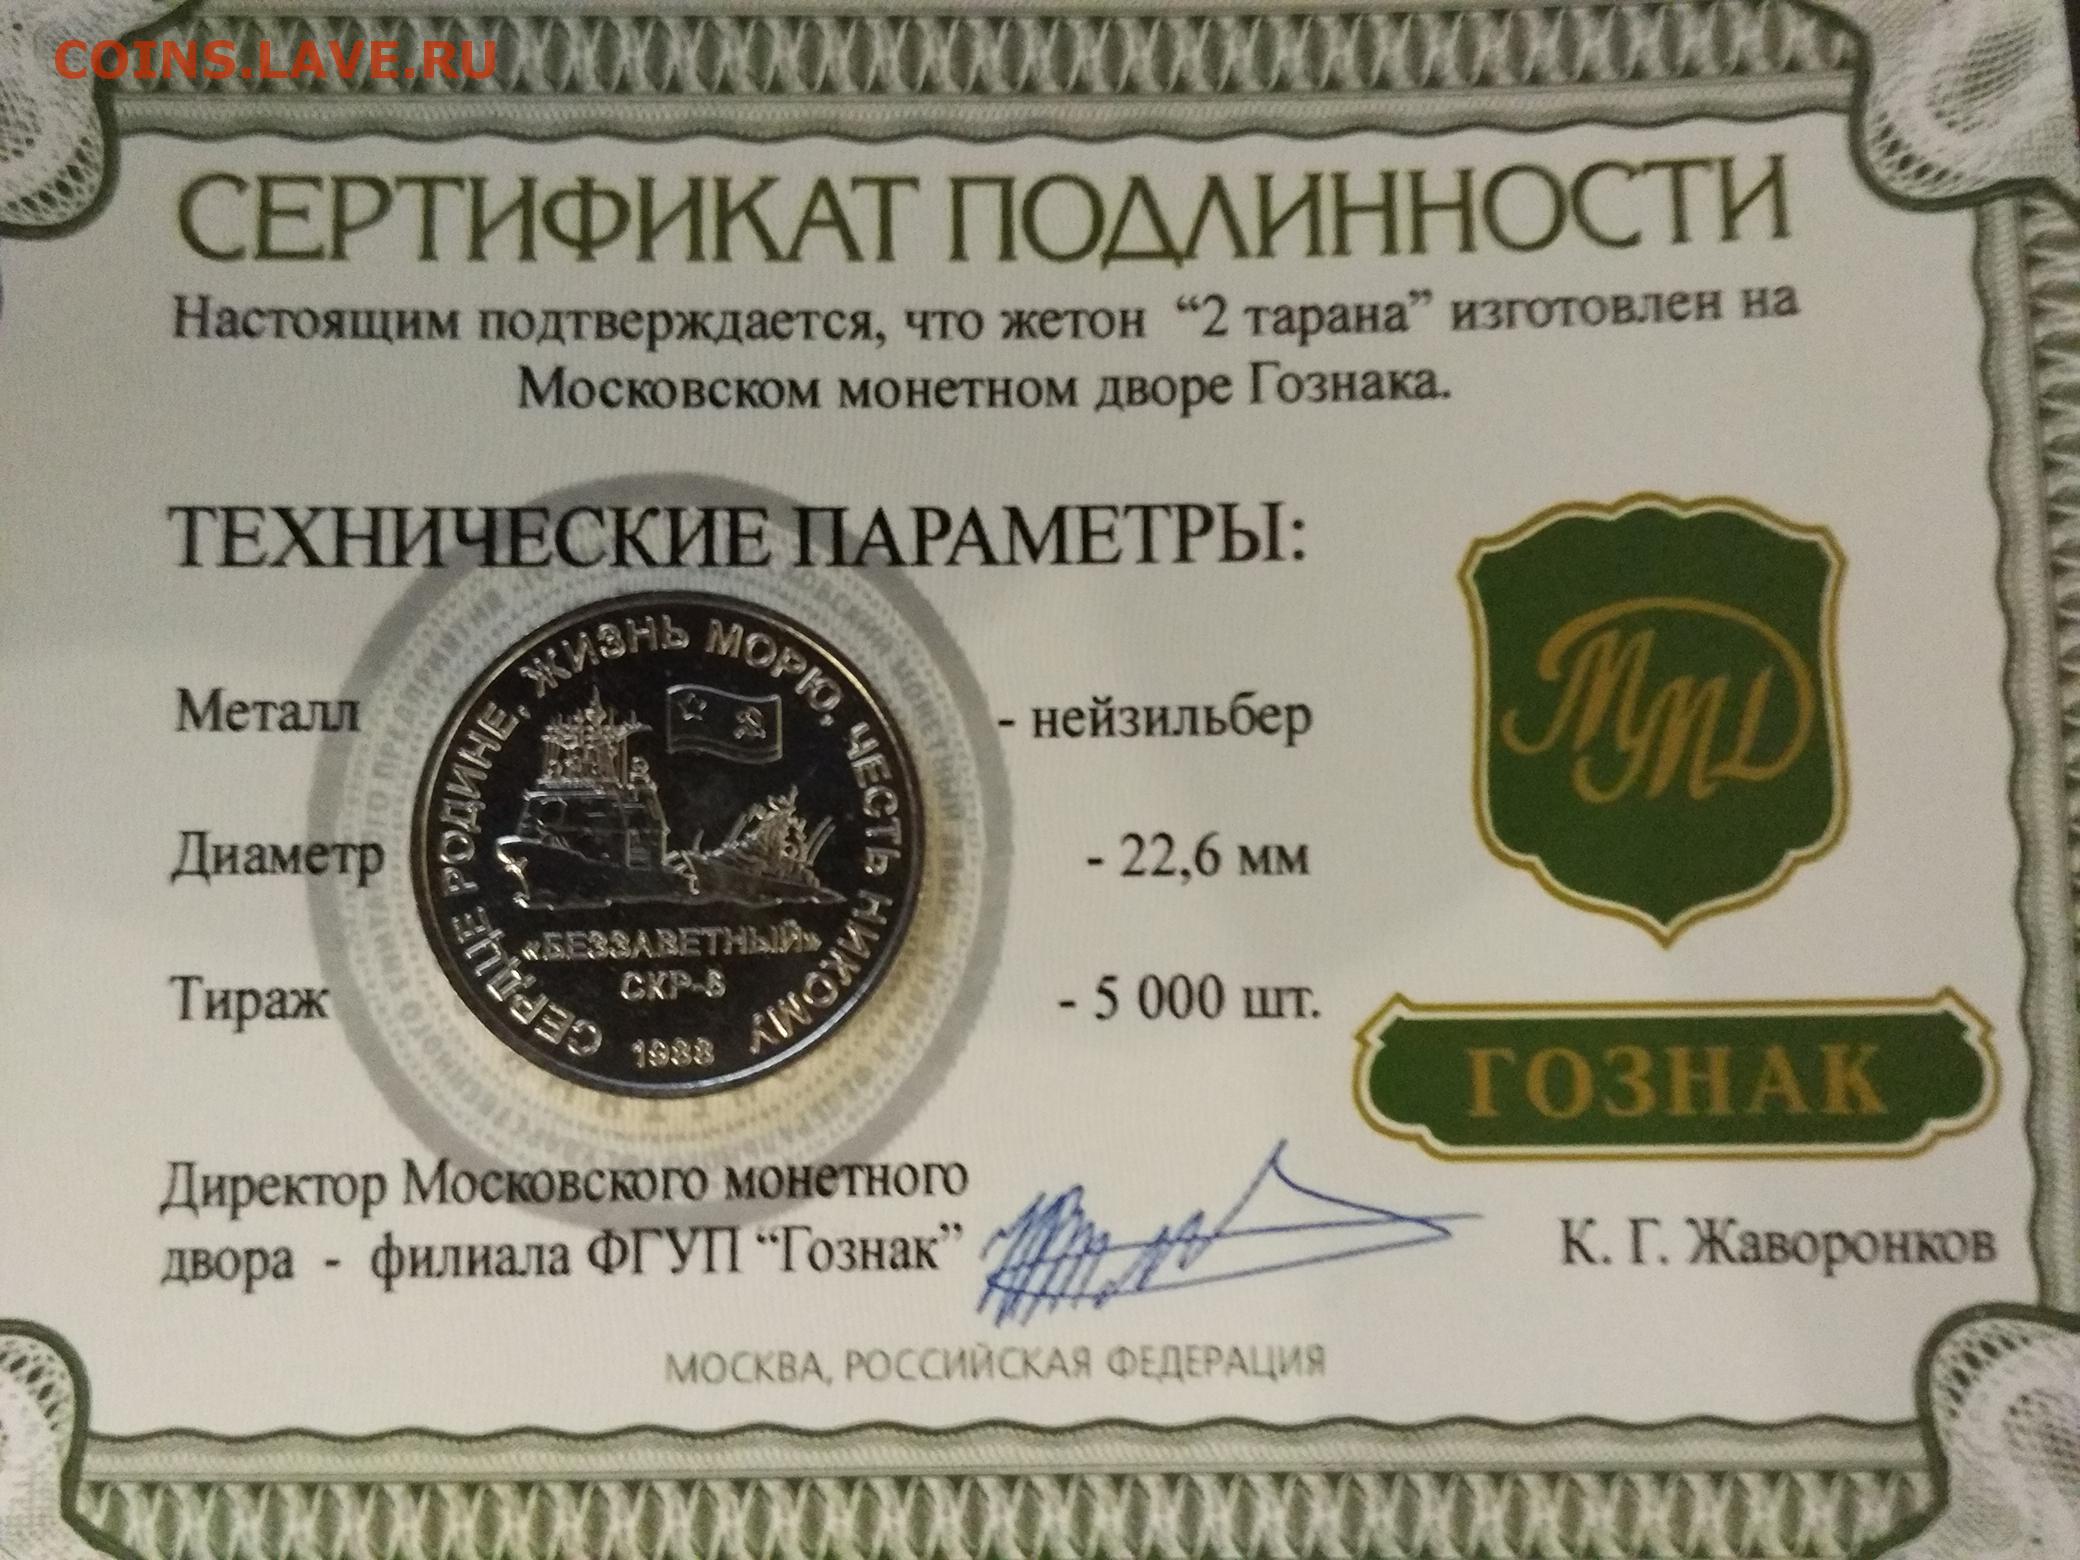 COINS.LAVE.RU
СЕРТИФИКАТ ПОДЛИННОСТИ
Настоящим подтверждается, что жетон “2 тарана” изготовлен на
Московском монетном дворе Гознака.
ТЕХНИЧЕСКИЕ ПАРАМЕТРЫ:
Металл - нейзильбер
Диаметр - 22,6 мм
Тираж - 5 000 шт.
СЕРДЦЕ РОДИНЕ, ЖИЗНЬ МОРЮ, ЧЕСТЬ НИКОМУ
«БЕЗЗАВЕТНЫЙ»
СКР-6
1988
ММД
ГОЗНАК
Директор Московского монетного
двора - филиала ФГУП “Гознак”
К. Г. Жаворонков
МОСКВА, РОССИЙСКАЯ ФЕДЕРАЦИЯ